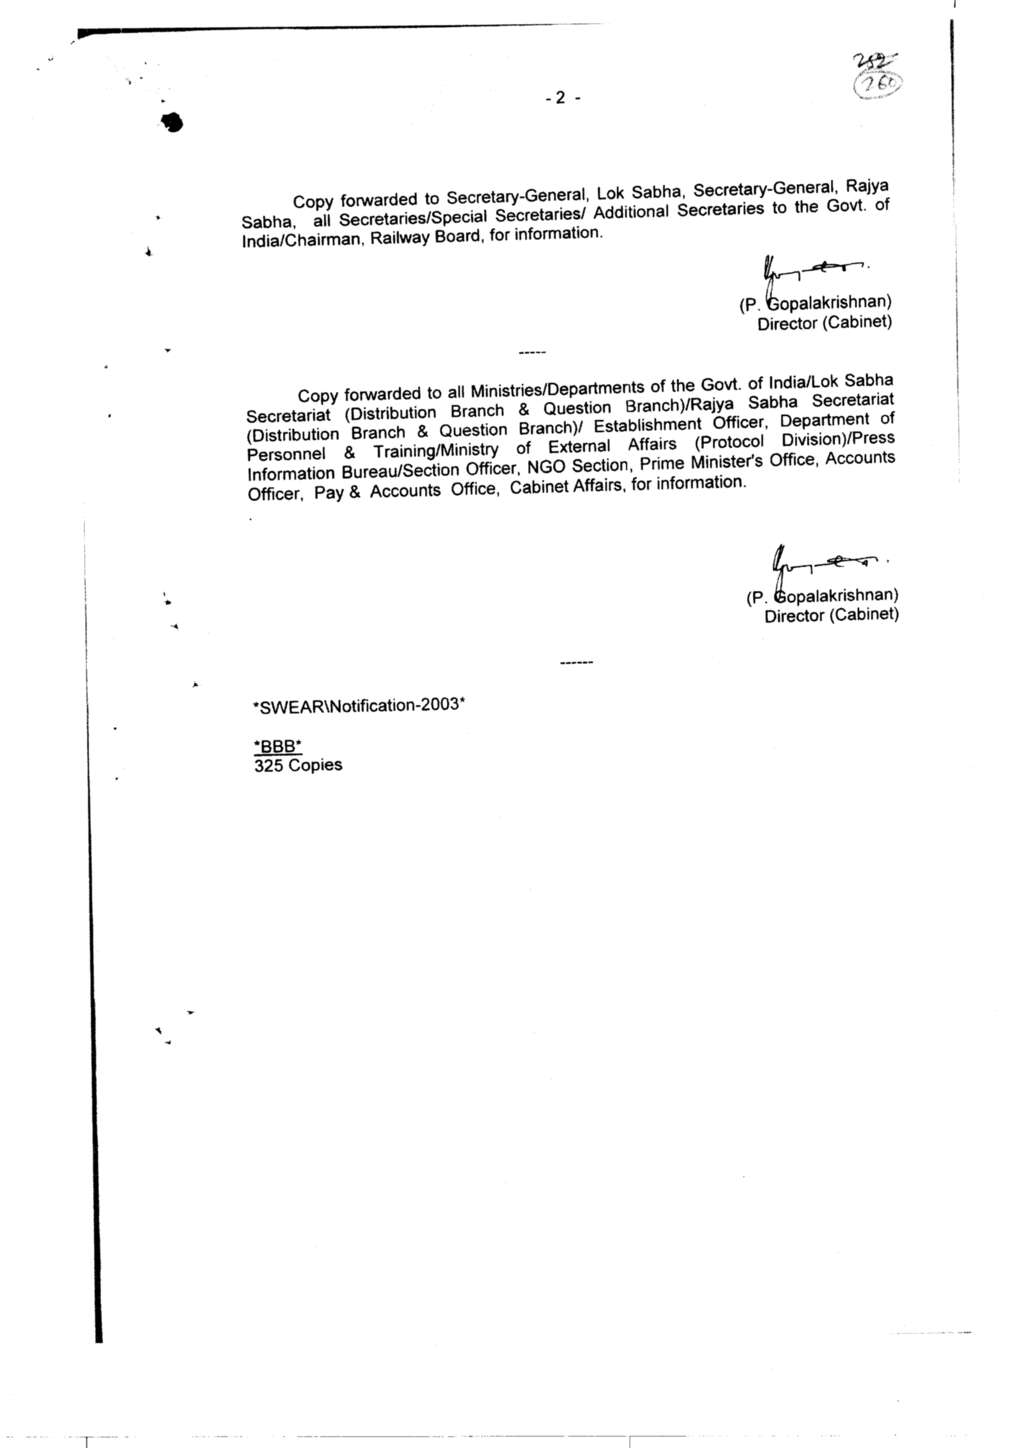 252
260
- 2 -
Copy forwarded to Secretary-General, Lok Sabha, Secretary-General, Rajya
Sabha, all Secretaries/Special Secretaries/ Additional Secretaries to the Govt. of
India/Chairman, Railway Board, for information.
(P. Gopalakrishnan)
Director (Cabinet)
-----
Copy forwarded to all Ministries/Departments of the Govt. of India/Lok Sabha
Secretariat (Distribution Branch & Question Branch)/Rajya Sabha Secretariat
(Distribution Branch & Question Branch)/ Establishment Officer, Department of
Personnel & Training/Ministry of External Affairs (Protocol Division)/Press
Information Bureau/Section Officer, NGO Section, Prime Minister's Office, Accounts
Officer, Pay & Accounts Office, Cabinet Affairs, for information.
(P. Gopalakrishnan)
Director (Cabinet)
------
*SWEAR\Notification-2003*
*BBB*
325 Copies